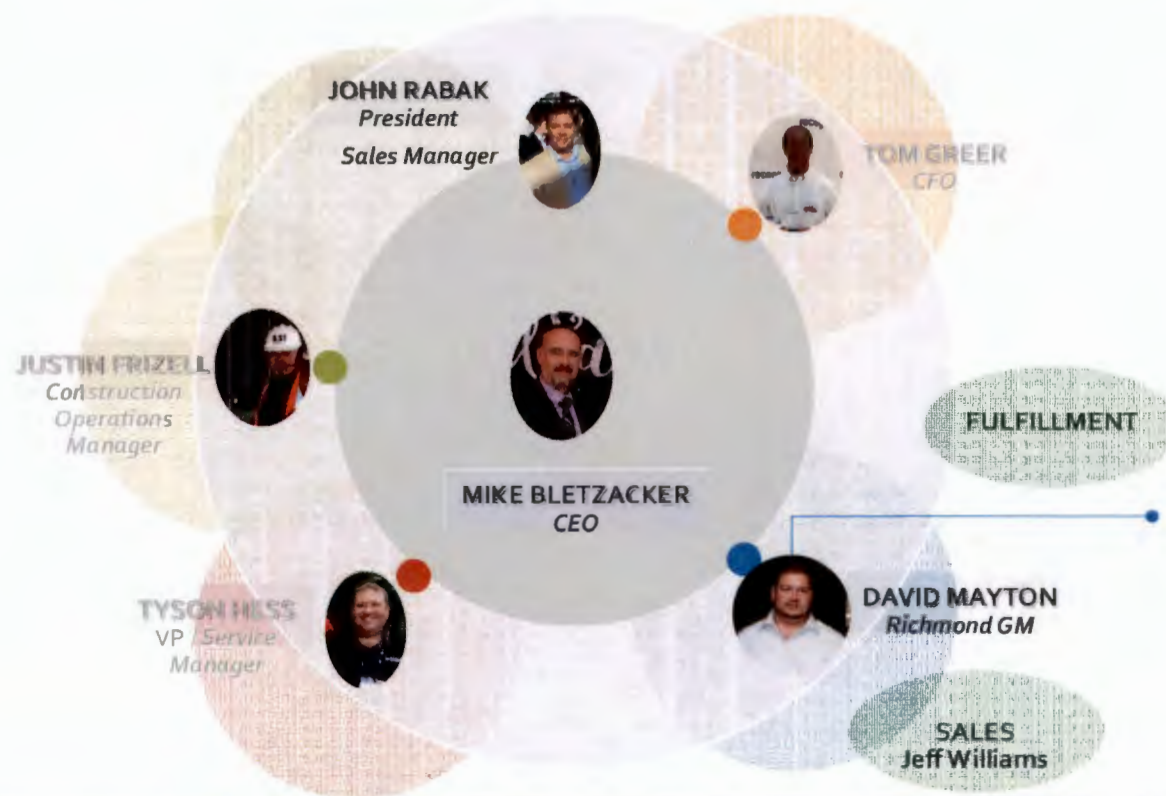 JOHN RABAK
President
Sales Manager
TOM GREER
CFO
JUSTIN FRIZELL
Construction
Operations
Manager
FULFILLMENT
MIKE BLETZACKER
CEO
TYSON HESS
VP / Service
Manager
DAVID MAYTON
Richmond GM
SALES
Jeff Williams